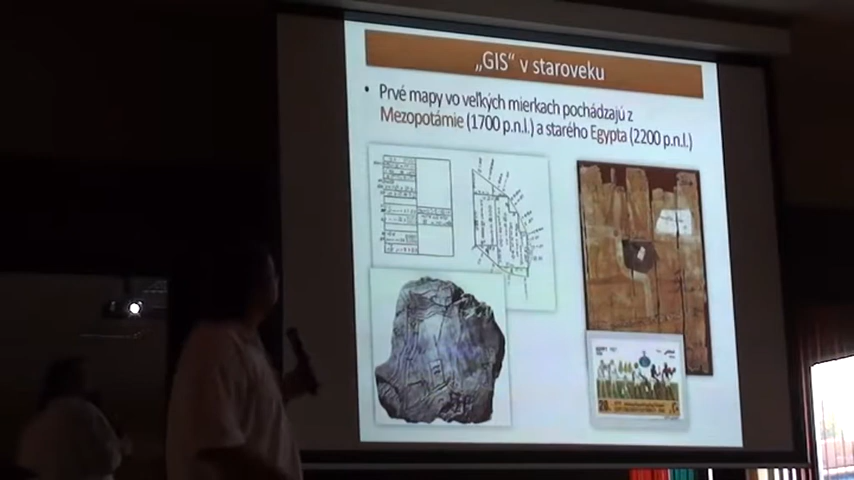 „GIS“ v staroveku
• Prvé mapy vo veľkých mierkach pochádzajú z
Mezopotámie (1700 p.n.l.) a starého Egypta (2200 p.n.l.)